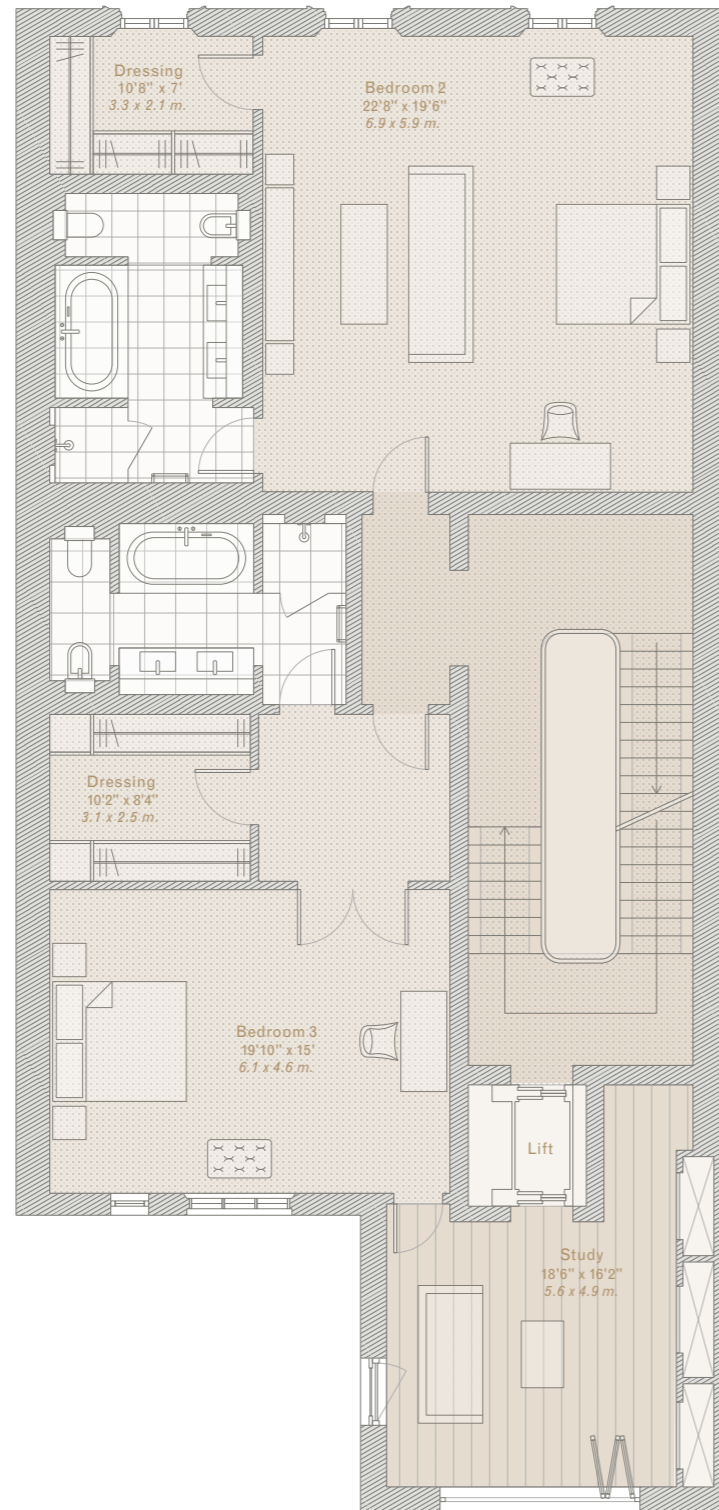 Dressing
10'8" x 7'
3.3 x 2.1 m.
Bedroom 2
22'8" x 19'6"
6.9 x 5.9 m.
Dressing
10'2" x 8'4"
3.1 x 2.5 m.
Bedroom 3
19'10" x 15'
6.1 x 4.6 m.
Lift
Study
18'6" x 16'2"
5.6 x 4.9 m.